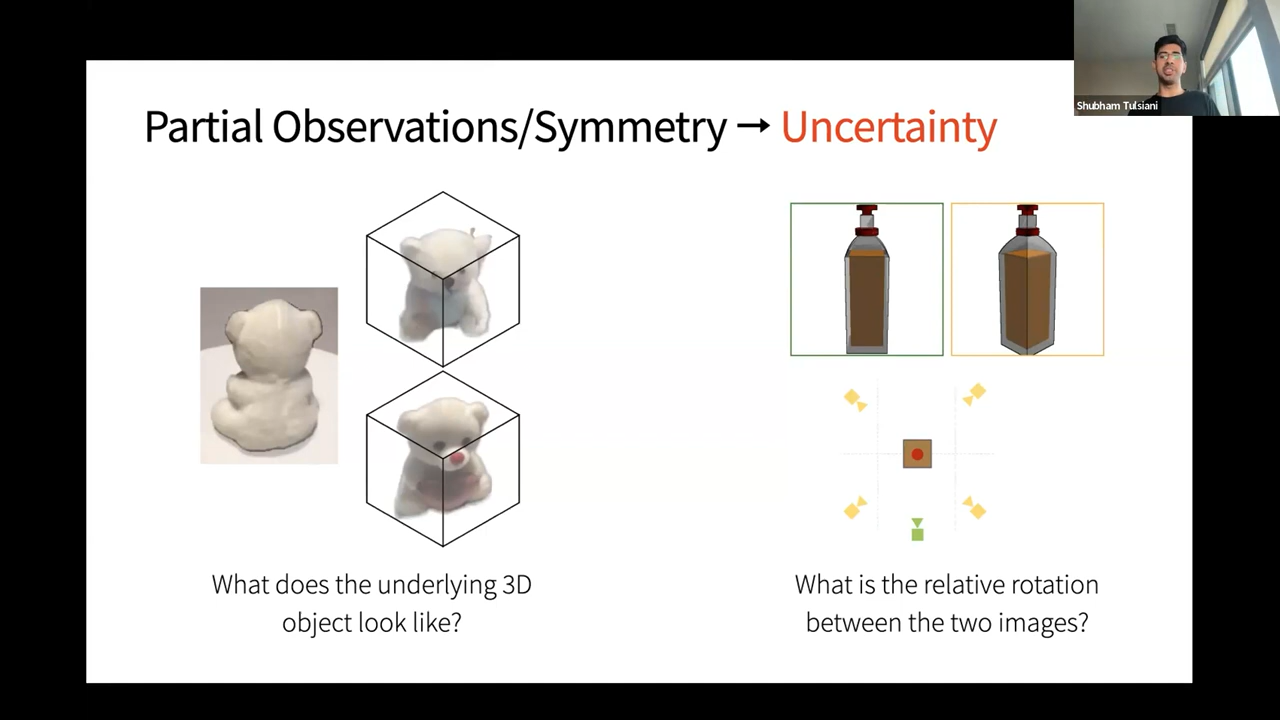 Shubham Tulsiani
Partial Observations/Symmetry → Uncertainty
What does the underlying 3D
object look like?
What is the relative rotation
between the two images?